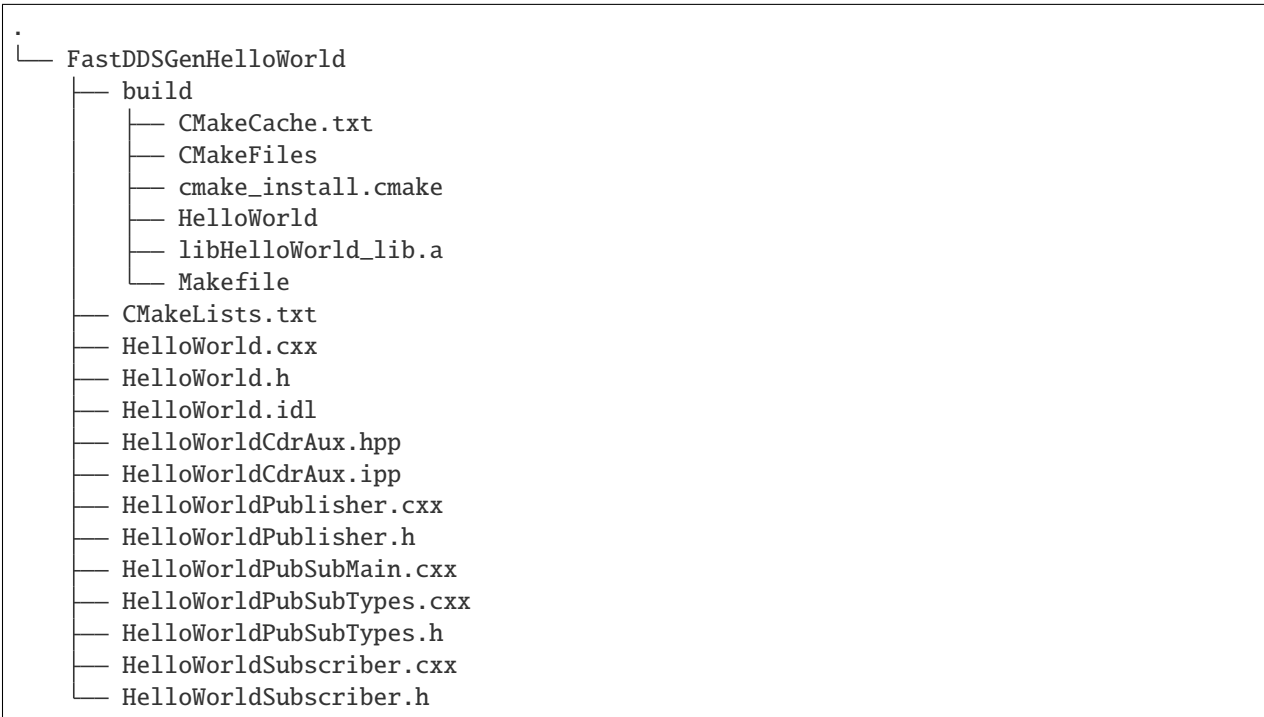 .
└── FastDDSGenHelloWorld
    ├── build
    │   ├── CMakeCache.txt
    │   ├── CMakeFiles
    │   ├── cmake_install.cmake
    │   ├── HelloWorld
    │   ├── libHelloWorld_lib.a
    │   └── Makefile
    ├── CMakeLists.txt
    ├── HelloWorld.cxx
    ├── HelloWorld.h
    ├── HelloWorld.idl
    ├── HelloWorldCdrAux.hpp
    ├── HelloWorldCdrAux.ipp
    ├── HelloWorldPublisher.cxx
    ├── HelloWorldPublisher.h
    ├── HelloWorldPubSubMain.cxx
    ├── HelloWorldPubSubTypes.cxx
    ├── HelloWorldPubSubTypes.h
    ├── HelloWorldSubscriber.cxx
    └── HelloWorldSubscriber.h